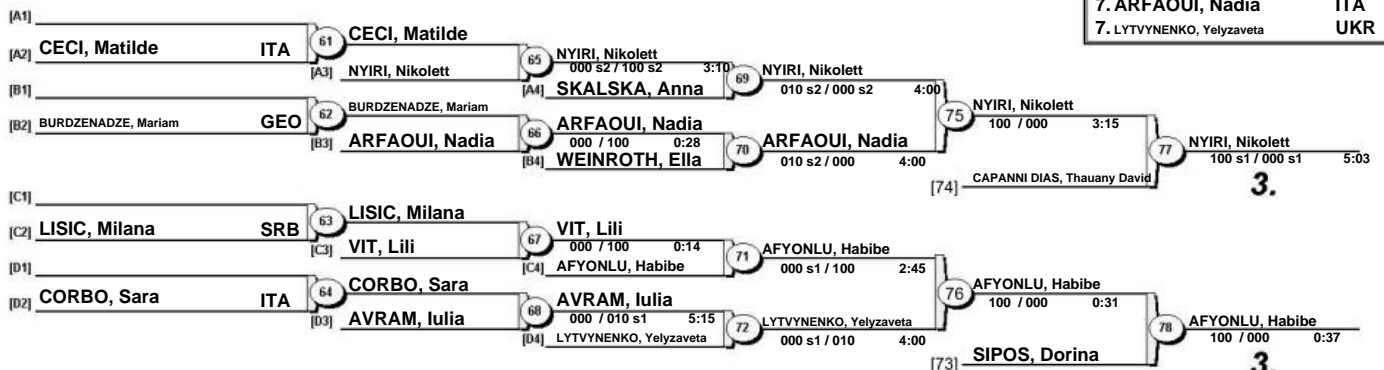 7. ARFAOUI, Nadia ITA
7. LYTVYNENKO, Yelyzaveta UKR
[A1]
[A2] CECI, Matilde ITA
61
CECI, Matilde
[A3] NYIRI, Nikolett
65
NYIRI, Nikolett
000 s2 / 100 s2 3:10
[A4] SKALSKA, Anna
69
NYIRI, Nikolett
010 s2 / 000 s2 4:00
[B1]
[B2] BURDZENADZE, Mariam GEO
62
BURDZENADZE, Mariam
[B3] ARFAOUI, Nadia
66
ARFAOUI, Nadia
000 / 100 0:28
[B4] WEINROTH, Ella
70
ARFAOUI, Nadia
010 s2 / 000 4:00
75
NYIRI, Nikolett
100 / 000 3:15
[74] CAPANNI DIAS, Thauany David
77
NYIRI, Nikolett
100 s1 / 000 s1 5:03
3.
[C1]
[C2] LISIC, Milana SRB
63
LISIC, Milana
[C3] VIT, Lili
67
VIT, Lili
000 / 100 0:14
[C4] AFYONLU, Habibe
71
AFYONLU, Habibe
000 s1 / 100 2:45
[D1]
[D2] CORBO, Sara ITA
64
CORBO, Sara
[D3] AVRAM, Iulia
68
AVRAM, Iulia
000 / 010 s1 5:15
[D4] LYTVYNENKO, Yelyzaveta
72
LYTVYNENKO, Yelyzaveta
000 s1 / 010 4:00
76
AFYONLU, Habibe
100 / 000 0:31
[73] SIPOS, Dorina
78
AFYONLU, Habibe
100 / 000 0:37
3.